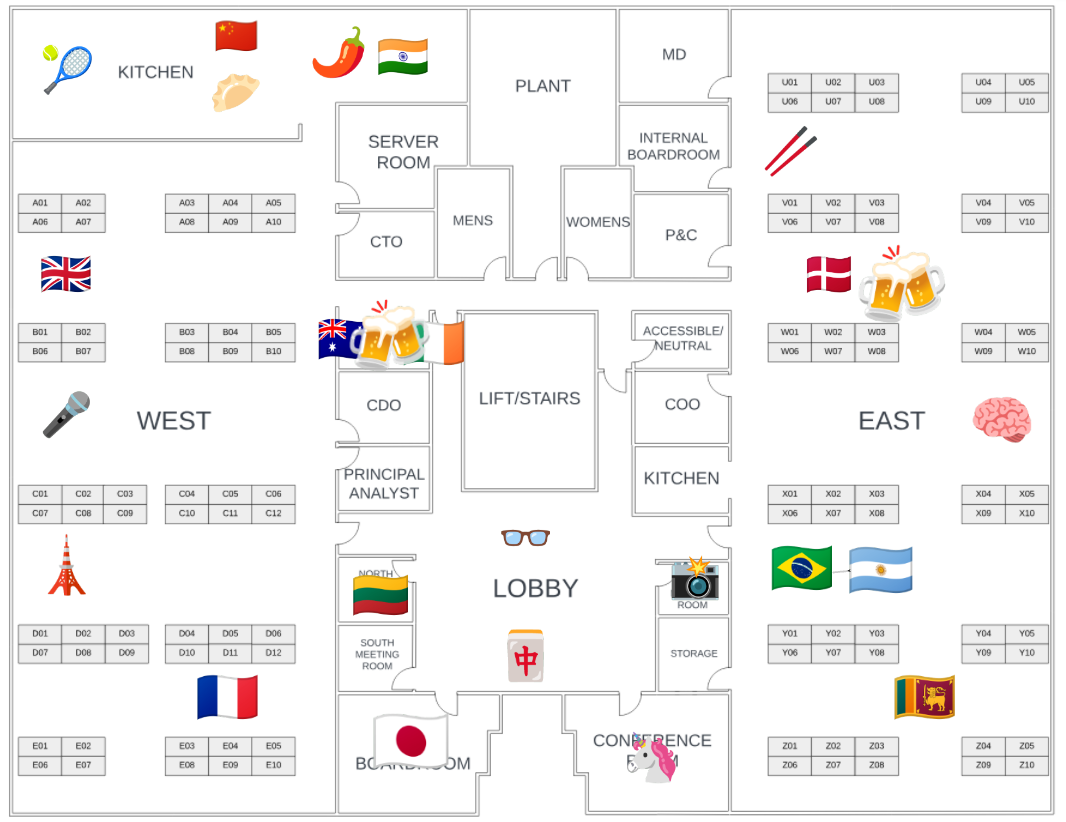 KITCHEN
PLANT
MD
SERVER
ROOM
INTERNAL
BOARDROOM
MENS
WOMENS
CTO
P&C
U01 U02 U03
U06 U07 U08
U04 U05
U09 U10
A01 A02
A06 A07
A03 A04 A05
A08 A09 A10
V01 V02 V03
V06 V07 V08
V04 V05
V09 V10
B01 B02
B06 B07
B03 B04 B05
B08 B09 B10
ACCESSIBLE/
NEUTRAL
W01 W02 W03
W06 W07 W08
W04 W05
W09 W10
WEST
CDO
LIFT/STAIRS
COO
EAST
PRINCIPAL
ANALYST
KITCHEN
C01 C02 C03
C07 C08 C09
C04 C05 C06
C10 C11 C12
X01 X02 X03
X06 X07 X08
X04 X05
X09 X10
NORTH
LOBBY
ROOM
D01 D02 D03
D07 D08 D09
D04 D05 D06
D10 D11 D12
SOUTH
MEETING
ROOM
中
STORAGE
Y01 Y02 Y03
Y06 Y07 Y08
Y04 Y05
Y09 Y10
E01 E02
E06 E07
E03 E04 E05
E08 E09 E10
BOARDROOM
CONFERENCE
Z01 Z02 Z03
Z06 Z07 Z08
Z04 Z05
Z09 Z10